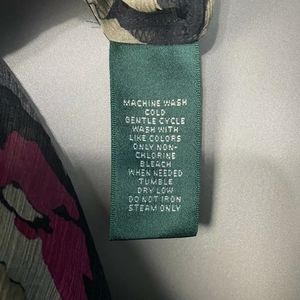 MACHINE WASH
COLD
GENTLE CYCLE
WASH WITH
LIKE COLORS
ONLY NON-
CHLORINE
BLEACH
WHEN NEEDED
TUMBLE
DRY LOW
DO NOT IRON
STEAM ONLY